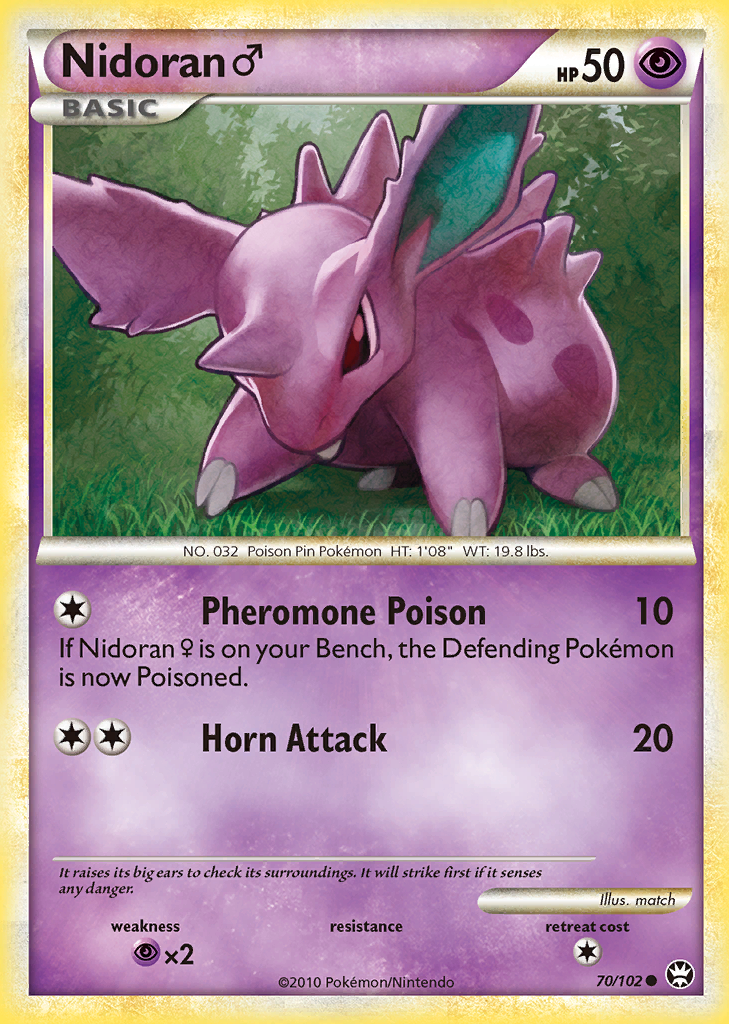 Nidoran♂
HP 50
BASIC
NO. 032 Poison Pin Pokémon HT: 1'08" WT: 19.8 lbs.
Pheromone Poison 10
If Nidoran♀ is on your Bench, the Defending Pokémon
is now Poisoned.
Horn Attack 20
It raises its big ears to check its surroundings. It will strike first if it senses
any danger.
Illus. match
weakness resistance retreat cost
×2
©2010 Pokémon/Nintendo 70/102